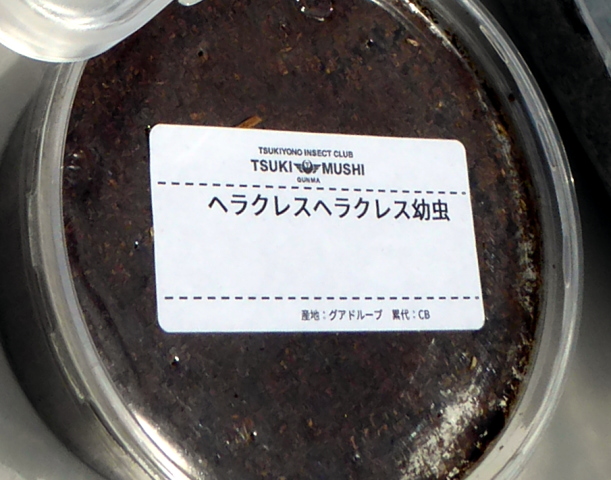 TSUKIYONO INSECT CLUB
TSUKI MUSHI
GUNMA
ヘラクレスヘラクレス幼虫
産地：グアドループ 累代：CB